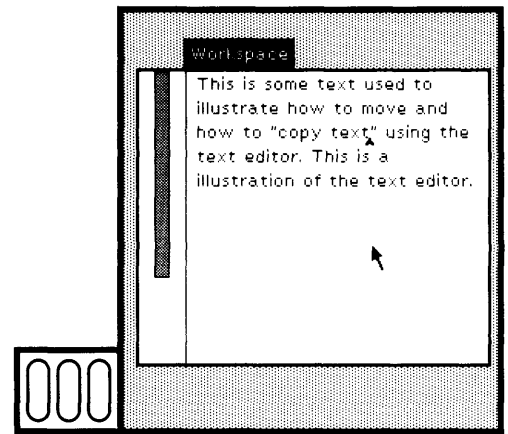 Workspace
This is some text used to
illustrate how to move and
how to "copy text" using the
text editor. This is a
illustration of the text editor.